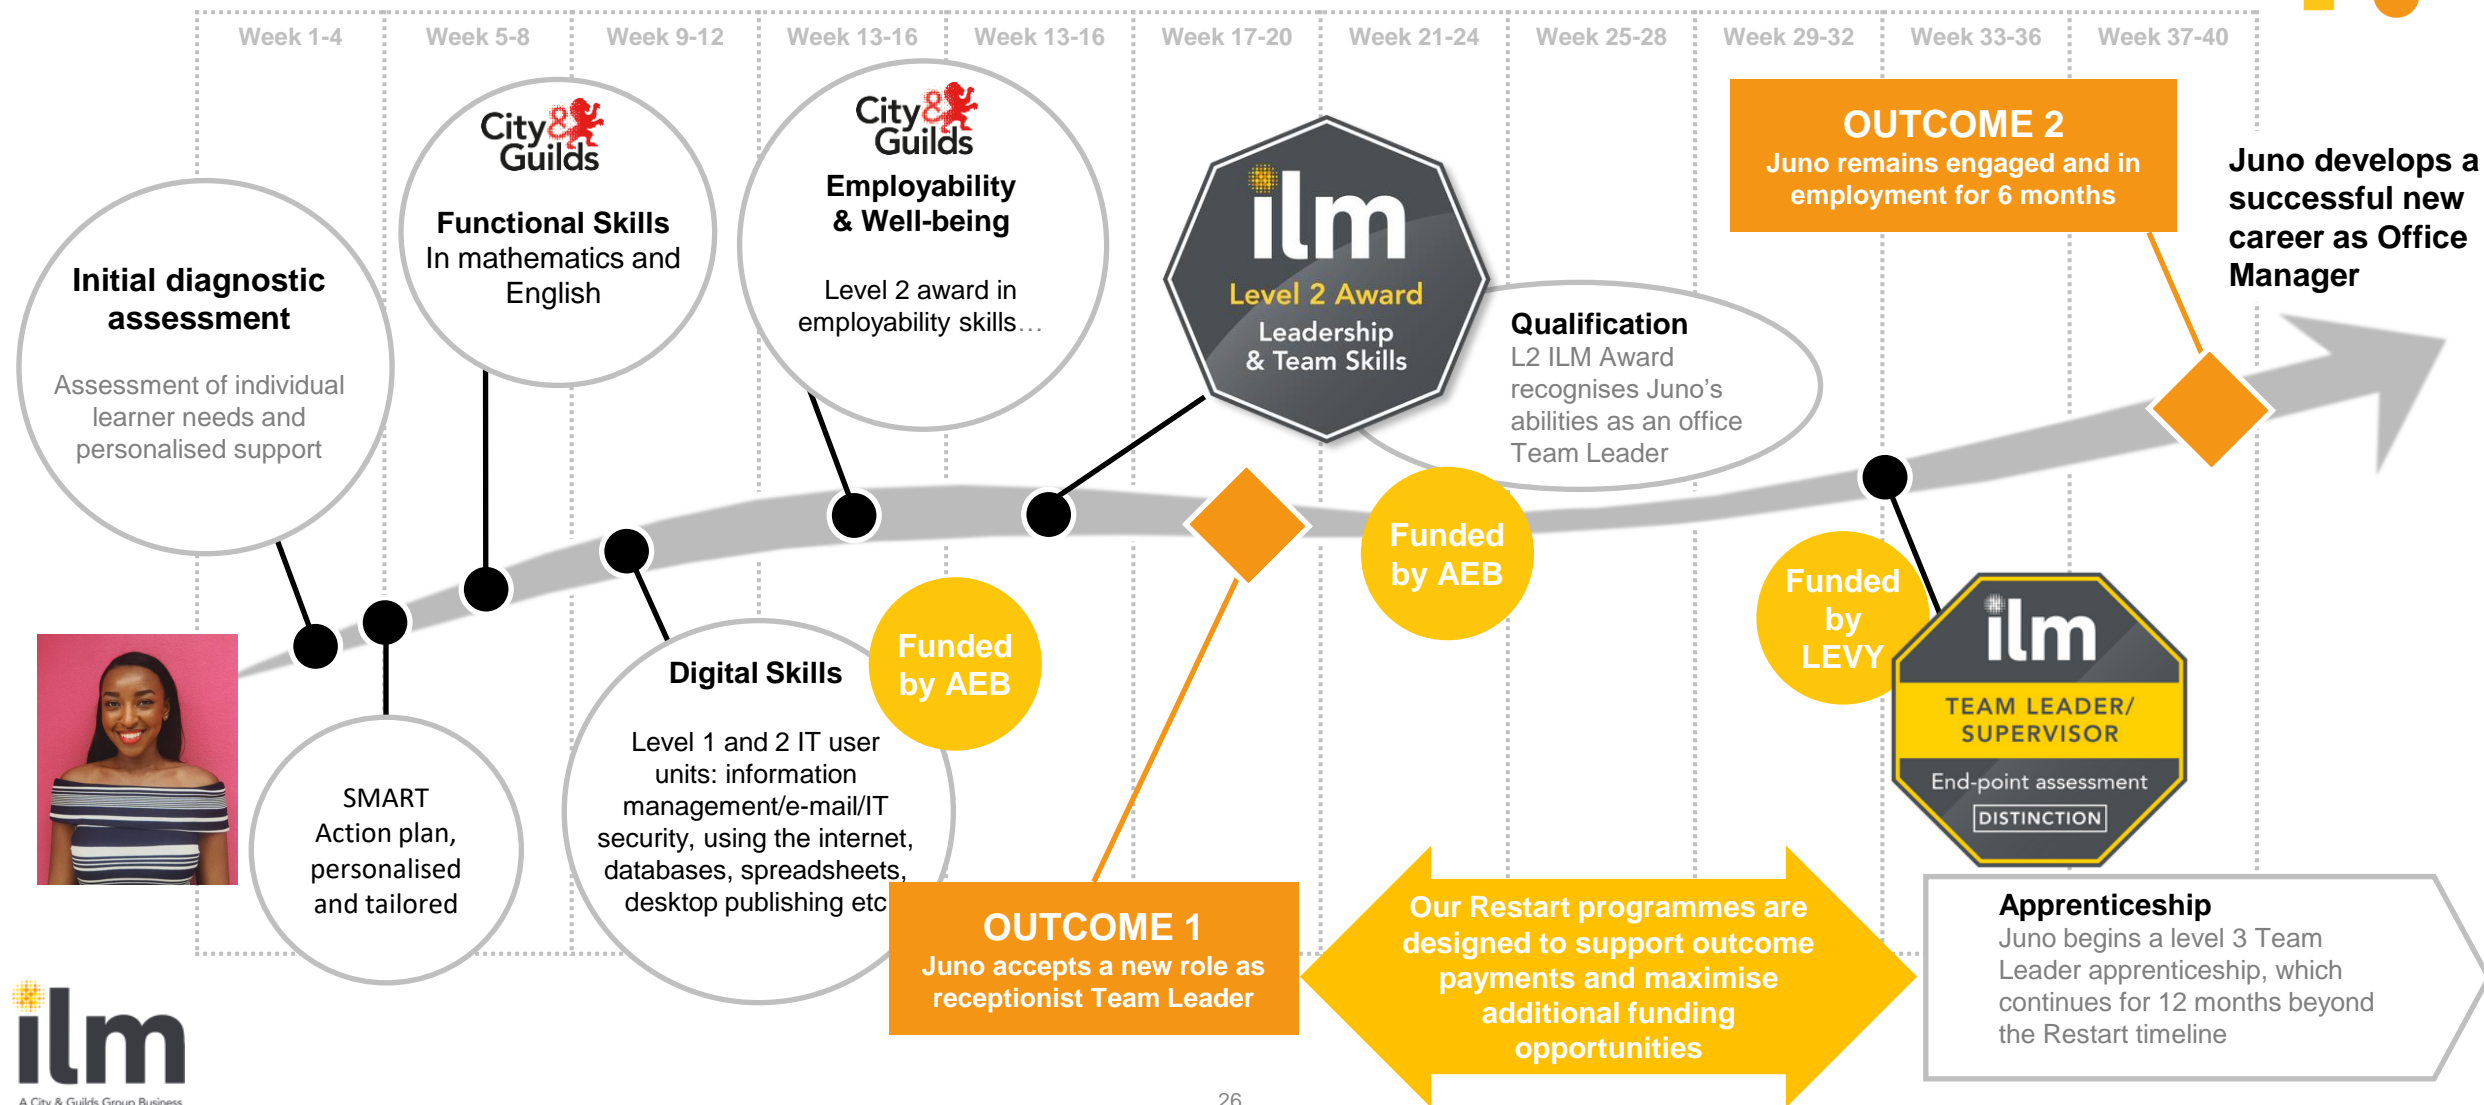 Week 1-4
Week 5-8
Week 9-12
Week 13-16
Week 13-16
Week 17-20
Week 21-24
Week 25-28
Week 29-32
Week 33-36
Week 37-40
Initial diagnostic
assessment
Assessment of individual
learner needs and
personalised support
City &
Guilds
Functional Skills
In mathematics and
English
City &
Guilds
Employability
& Well-being
Level 2 award in
employability skills…
ilm
Level 2 Award
Leadership
& Team Skills
Qualification
L2 ILM Award
recognises Juno’s
abilities as an office
Team Leader
OUTCOME 2
Juno remains engaged and in
employment for 6 months
Juno develops a
successful new
career as Office
Manager
SMART
Action plan,
personalised
and tailored
Digital Skills
Level 1 and 2 IT user
units: information
management/e-mail/IT
security, using the internet,
databases, spreadsheets,
desktop publishing etc
Funded
by AEB
OUTCOME 1
Juno accepts a new role as
receptionist Team Leader
Funded
by AEB
Our Restart programmes are
designed to support outcome
payments and maximise
additional funding
opportunities
Funded
by
LEVY
ilm
TEAM LEADER/
SUPERVISOR
End-point assessment
DISTINCTION
Apprenticeship
Juno begins a level 3 Team
Leader apprenticeship, which
continues for 12 months beyond
the Restart timeline
ilm
A City & Guilds Group Business
26